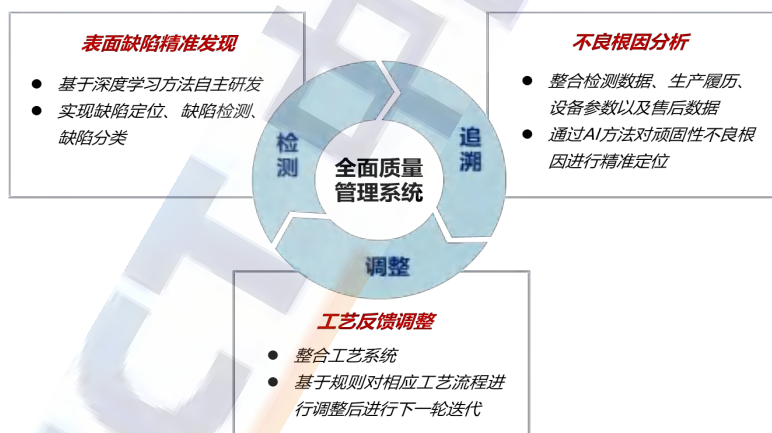 表面缺陷精准发现
● 基于深度学习方法自主研发
● 实现缺陷定位、缺陷检测、
缺陷分类
不良根因分析
● 整合检测数据、生产履历、
设备参数以及售后数据
● 通过AI方法对顽固性不良根
因进行精准定位
检
测
追
溯
全面质量
管理系统
调整
工艺反馈调整
● 整合工艺系统
● 基于规则对相应工艺流程进
行调整后进行下一轮迭代